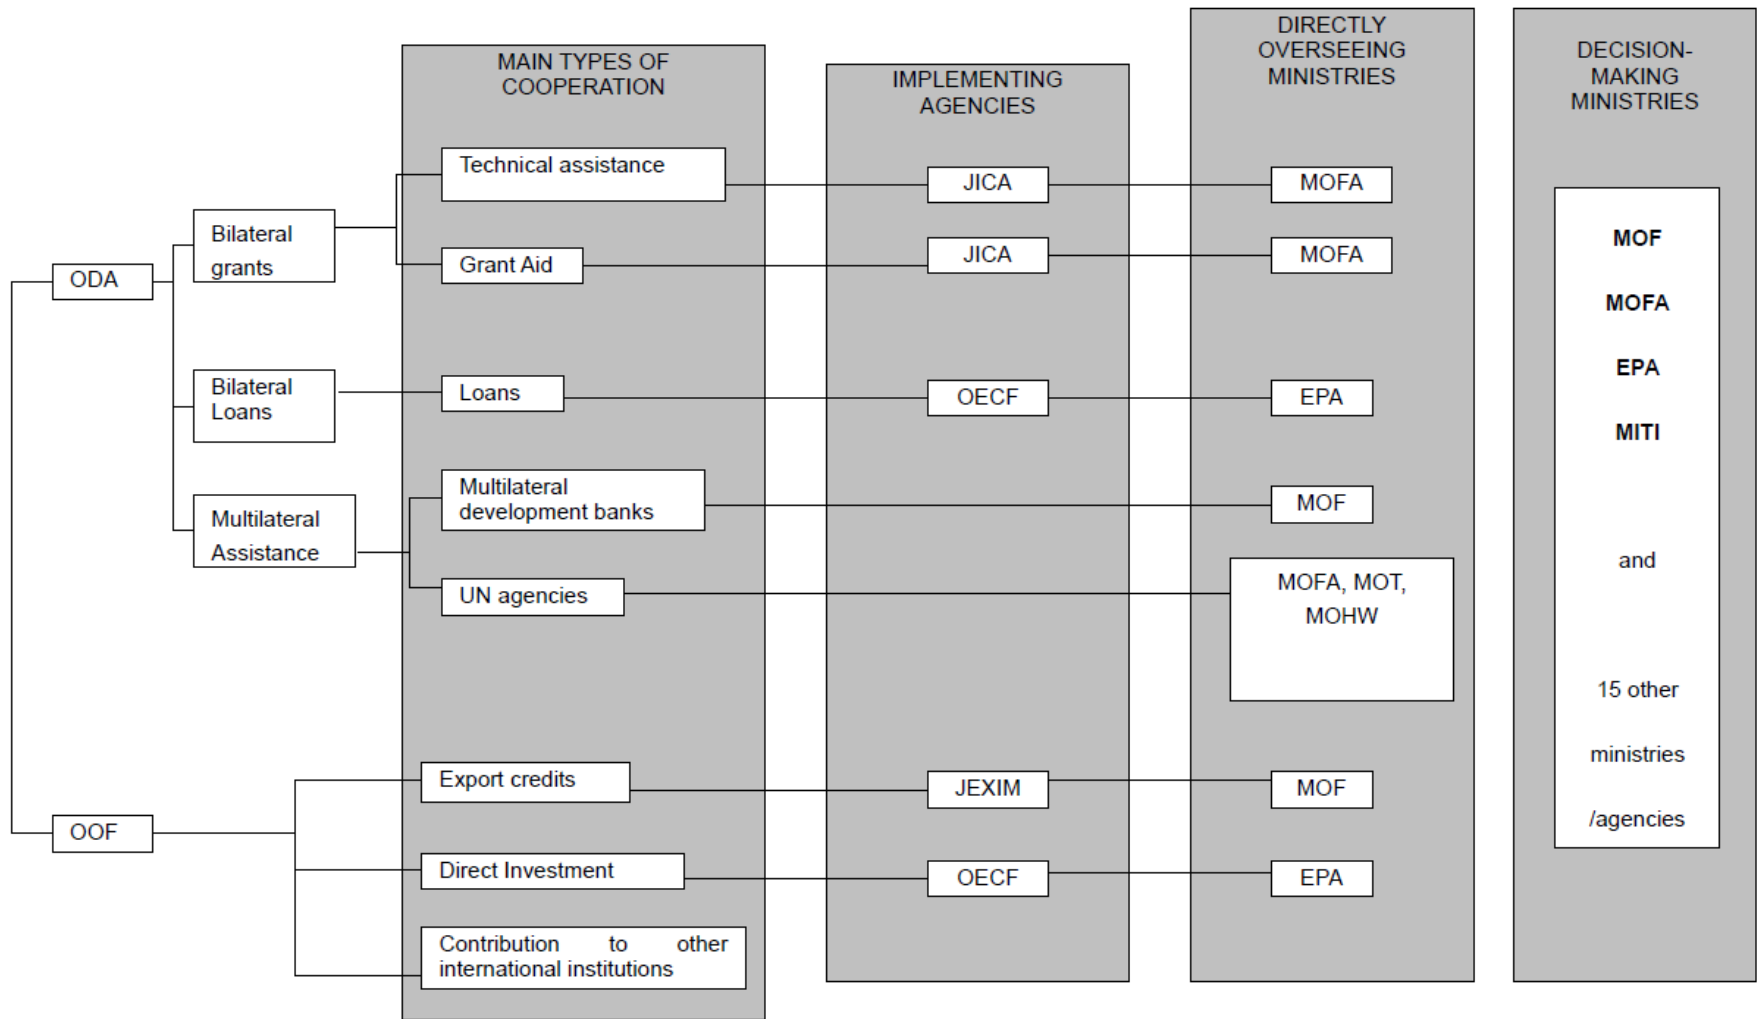 MAIN TYPES OF
COOPERATION
IMPLEMENTING
AGENCIES
DIRECTLY
OVERSEEING
MINISTRIES
DECISION-
MAKING
MINISTRIES
ODA
Bilateral
grants
Technical assistance
JICA
MOFA
Grant Aid
JICA
MOFA
Bilateral
Loans
Loans
OECF
EPA
Multilateral
Assistance
Multilateral
development banks
MOF
UN agencies
MOFA, MOT,
MOHW
OOF
Export credits
JEXIM
MOF
Direct Investment
OECF
EPA
Contribution to other
international institutions
MOF
MOFA
EPA
MITI
and
15 other
ministries
/agencies